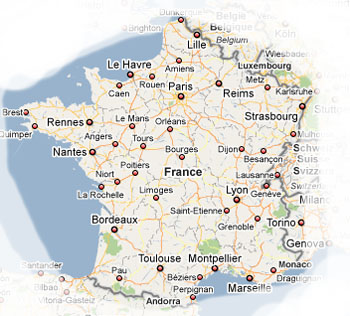 Dunkerque
Belgique
Lille
Belgium
Wiesbaden
Amiens
Luxembourg
Le Havre
Rouen
Reims
Metz
Karlsruhe
Caen
Paris
Strasbourg
Brest
Quimper
Rennes
Le Mans
Orléans
Angers
Tours
Dijon
Besançon
Nantes
Bourges
Poitiers
France
Lausanne
Niort
Genève
La Rochelle
Limoges
Lyon
Milano
Saint-Etienne
Bordeaux
Grenoble
Torino
Genova
Santander
Toulouse
Montpellier
Monaco
Bilbao
Pau
Béziers
Draguignan
Vitoria-Gasteiz
Perpignan
Marseille
Andorra